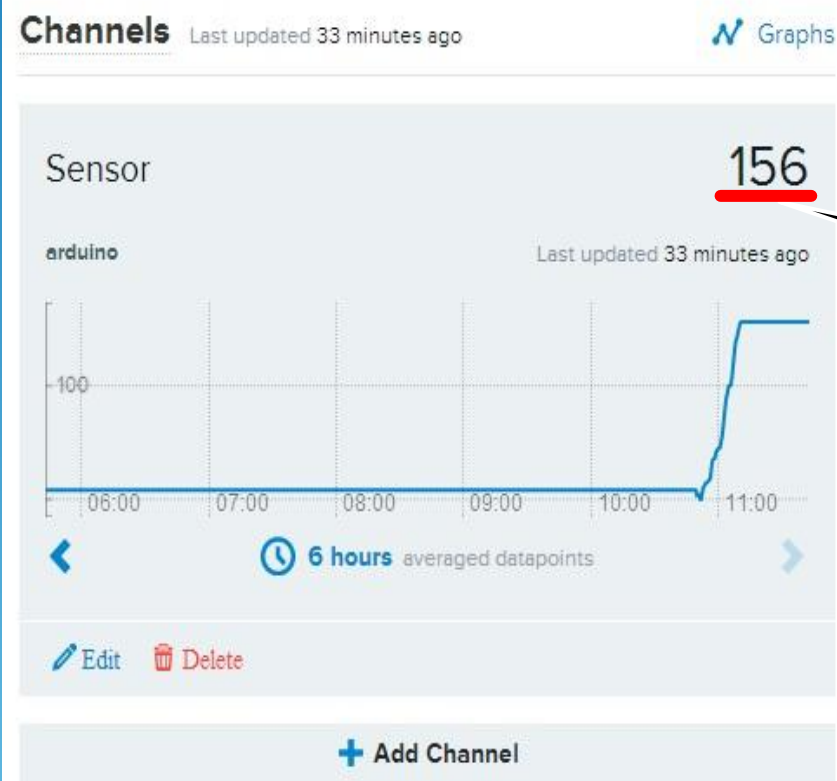 Channels Last updated 33 minutes ago Graphs
Sensor 156
arduino Last updated 33 minutes ago
100
06:00 07:00 08:00 09:00 10:00 11:00
6 hours averaged datapoints
Edit Delete
Add Channel